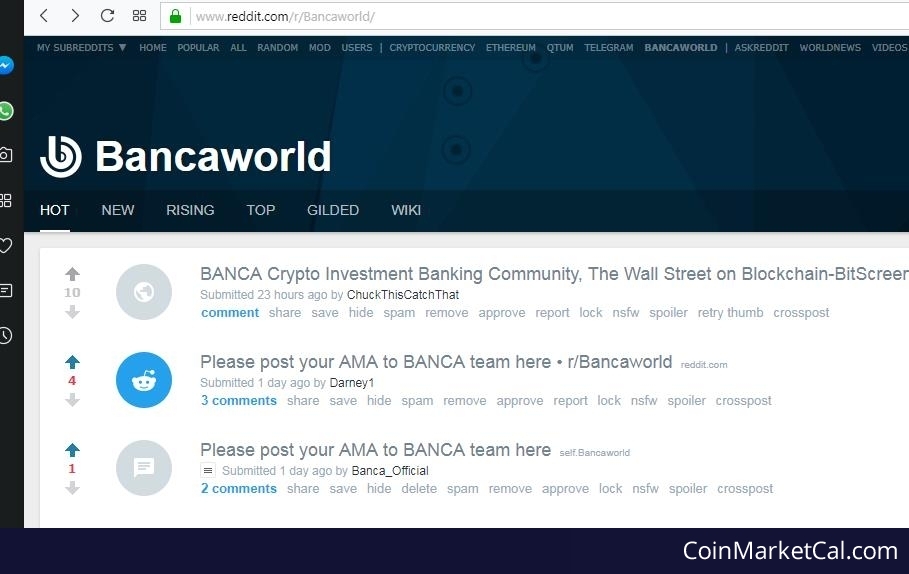 www.reddit.com/r/Bancaworld/
MY SUBREDDITS ▼ HOME POPULAR ALL RANDOM MOD USERS | CRYPTOCURRENCY ETHEREUM QTUM TELEGRAM BANCAWORLD | ASKREDDIT WORLDNEWS VIDEOS
Bancaworld
HOT NEW RISING TOP GILDED WIKI
BANCA Crypto Investment Banking Community, The Wall Street on Blockchain-BitScreen
10 Submitted 23 hours ago by ChuckThisCatchThat
comment share save hide spam remove approve report lock nsfw spoiler retry thumb crosspost
Please post your AMA to BANCA team here • r/Bancaworld reddit.com
4 Submitted 1 day ago by Darney1
3 comments share save hide spam remove approve report lock nsfw spoiler crosspost
Please post your AMA to BANCA team here self.Bancaworld
1 Submitted 1 day ago by Banca_Official
2 comments share save hide delete spam remove approve lock nsfw spoiler crosspost
CoinMarketCal.com